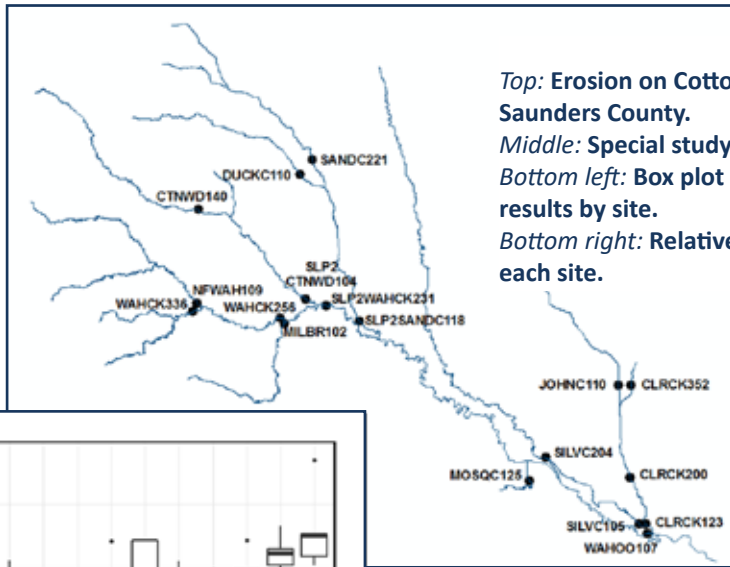 Top: Erosion on
Saunders County.
Middle: Special study
Bottom left: Box plot
results by site.
Bottom right: Relative
each site.
SANDC221
DUCKC110
CTNWD140
SLP2
CTNWD104
NFWAH109
SLP2WAHCK231
WAHCK336
WAHCK256
SLP2SANDC118
MILBR102
JOHNC110
CLRCK352
SILVC204
MOSQC125
CLRCK200
SILVC105
CLRCK123
WAHOO107